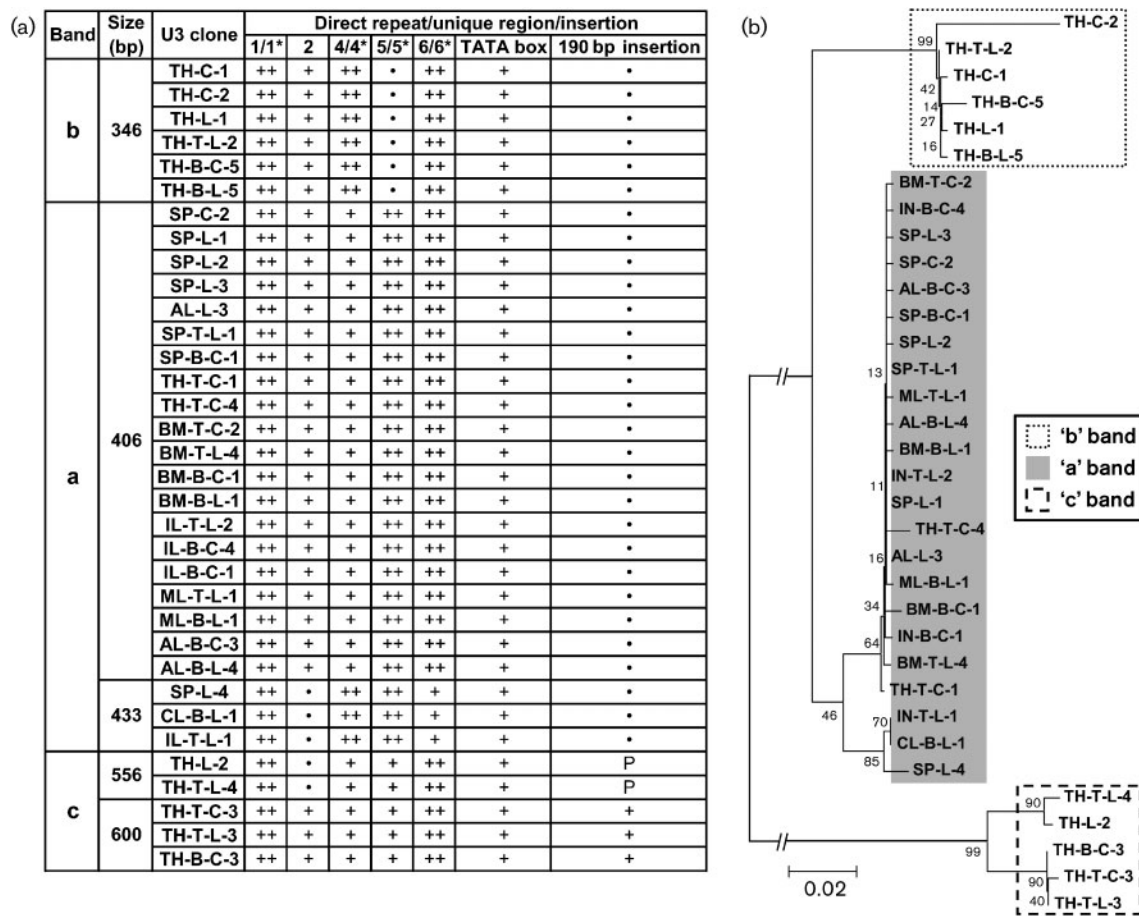 (a)
Band Size (bp) U3 clone Direct repeat/unique region/insertion
1/1* 2 4/4* 5/5* 6/6* TATA box 190 bp insertion
b 346
TH-C-1 ++ + ++ • ++ + •
TH-C-2 ++ + ++ • ++ + •
TH-L-1 ++ + ++ • ++ + •
TH-T-L-2 ++ + ++ • ++ + •
TH-B-C-5 ++ + ++ • ++ + •
TH-B-L-5 ++ + ++ • ++ + •
a 406
SP-C-2 ++ + + ++ ++ + •
SP-L-1 ++ + + ++ ++ + •
SP-L-2 ++ + + ++ ++ + •
SP-L-3 ++ + + ++ ++ + •
AL-L-3 ++ + + ++ ++ + •
SP-T-L-1 ++ + + ++ ++ + •
SP-B-C-1 ++ + + ++ ++ + •
TH-T-C-1 ++ + + ++ ++ + •
TH-T-C-4 ++ + + ++ ++ + •
BM-T-C-2 ++ + + ++ ++ + •
BM-T-L-4 ++ + + ++ ++ + •
BM-B-C-1 ++ + + ++ ++ + •
BM-B-L-1 ++ + + ++ ++ + •
IL-T-L-2 ++ + + ++ ++ + •
IL-B-C-4 ++ + + ++ ++ + •
IL-B-C-1 ++ + + ++ ++ + •
ML-T-L-1 ++ + + ++ ++ + •
ML-B-L-1 ++ + + ++ ++ + •
AL-B-C-3 ++ + + ++ ++ + •
AL-B-L-4 ++ + + ++ ++ + •
433
SP-L-4 ++ • ++ ++ + + •
CL-B-L-1 ++ • ++ ++ + + •
IL-T-L-1 ++ • ++ ++ + + •
c 556
TH-L-2 ++ • + + ++ + P
TH-T-L-4 ++ • + + ++ + P
600
TH-T-C-3 ++ + + + ++ + +
TH-T-L-3 ++ + + + ++ + +
TH-B-C-3 ++ + + + ++ + +
(b)
TH-C-2
99
TH-T-L-2
TH-C-1
42
TH-B-C-5
14
27
TH-L-1
16
TH-B-L-5
BM-T-C-2
IN-B-C-4
SP-L-3
SP-C-2
AL-B-C-3
SP-B-C-1
SP-L-2
13
SP-T-L-1
ML-T-L-1
AL-B-L-4
BM-B-L-1
11
IN-T-L-2
SP-L-1
TH-T-C-4
16
AL-L-3
ML-B-L-1
34
BM-B-C-1
IN-B-C-1
64
BM-T-L-4
TH-T-C-1
46
70
IN-T-L-1
CL-B-L-1
85
SP-L-4
90
TH-T-L-4
TH-L-2
99
TH-B-C-3
90
TH-T-C-3
40
TH-T-L-3
0.02
'b' band
'a' band
'c' band